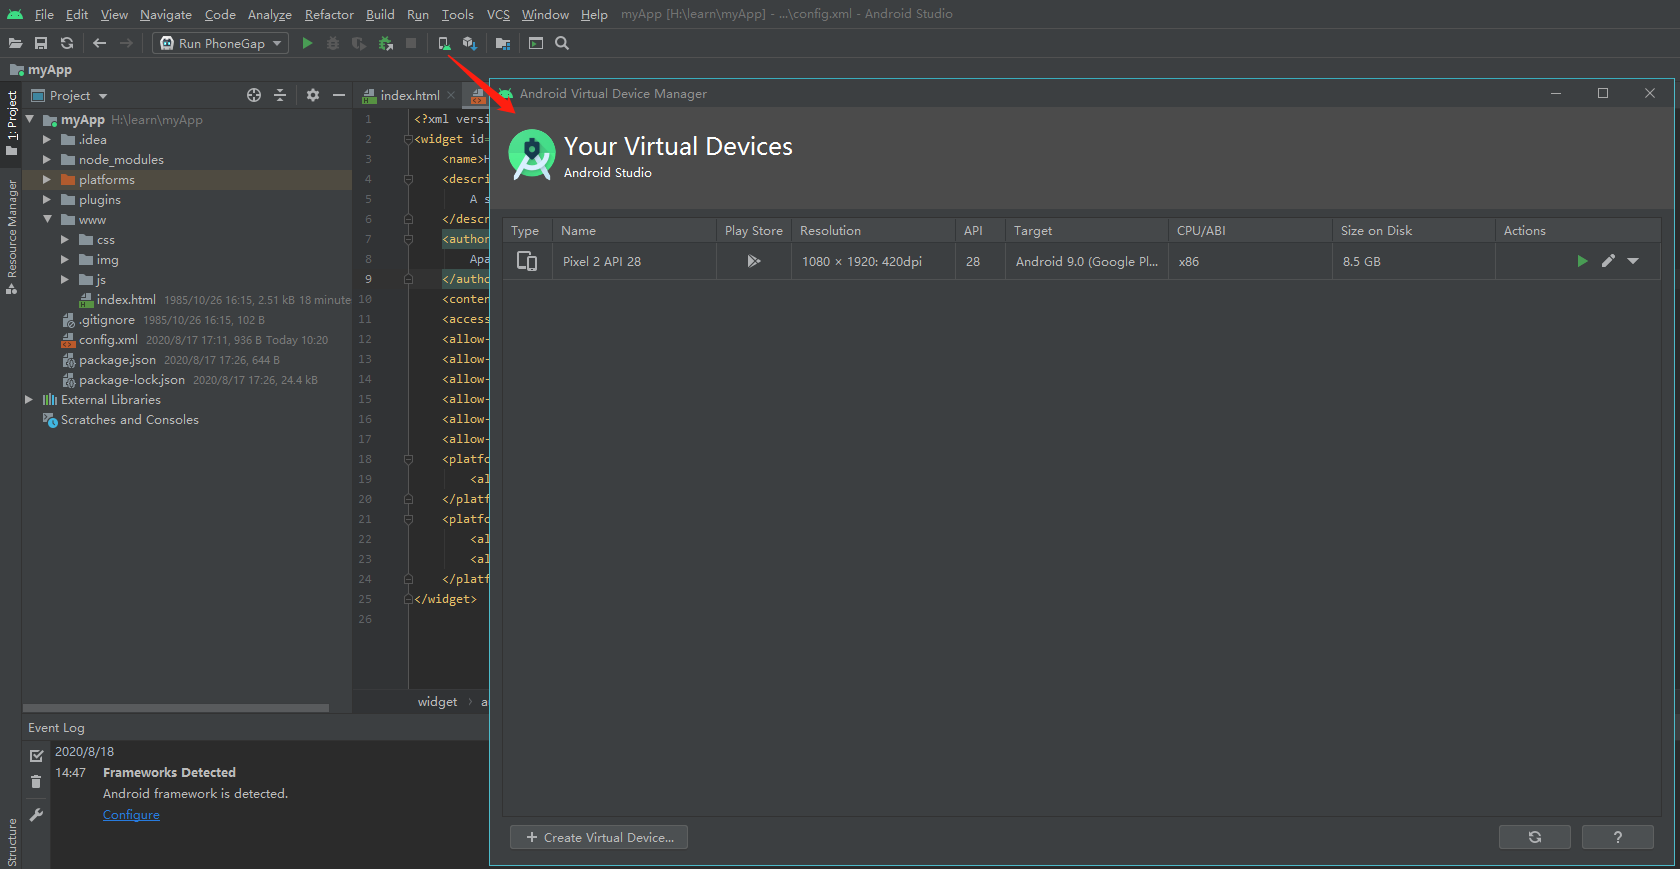 File Edit View Navigate Code Analyze Refactor Build Run Tools VCS Window Help myApp [H:\learn\myApp] - ...\config.xml - Android Studio
Run PhoneGap
myApp
1: Project
Resource Manager
Structure
Project
myApp H:\learn\myApp
.idea
node_modules
platforms
plugins
www
css
img
js
index.html 1985/10/26 16:15, 2.51 kB 18 minute
.gitignore 1985/10/26 16:15, 102 B
config.xml 2020/8/17 17:11, 936 B Today 10:20
package.json 2020/8/17 17:26, 644 B
package-lock.json 2020/8/17 17:26, 24.4 kB
External Libraries
Scratches and Consoles
index.html
1 <?xml versi
2 <widget id=
3 <name>H
4 <descri
5 A s
6 </descr
7 <author
8 Apa
9 </autho
10 <conten
11 <access
12 <allow-
13 <allow-
14 <allow-
15 <allow-
16 <allow-
17 <allow-
18 <platfo
19 <al
20 </platf
21 <platfo
22 <al
23 <al
24 </platf
25 </widget>
26
widget › a
Event Log
2020/8/18
14:47 Frameworks Detected
Android framework is detected.
Configure
Android Virtual Device Manager
Your Virtual Devices
Android Studio
Type Name Play Store Resolution API Target CPU/ABI Size on Disk Actions
Pixel 2 API 28 1080 × 1920: 420dpi 28 Android 9.0 (Google Pl... x86 8.5 GB
+ Create Virtual Device...
?